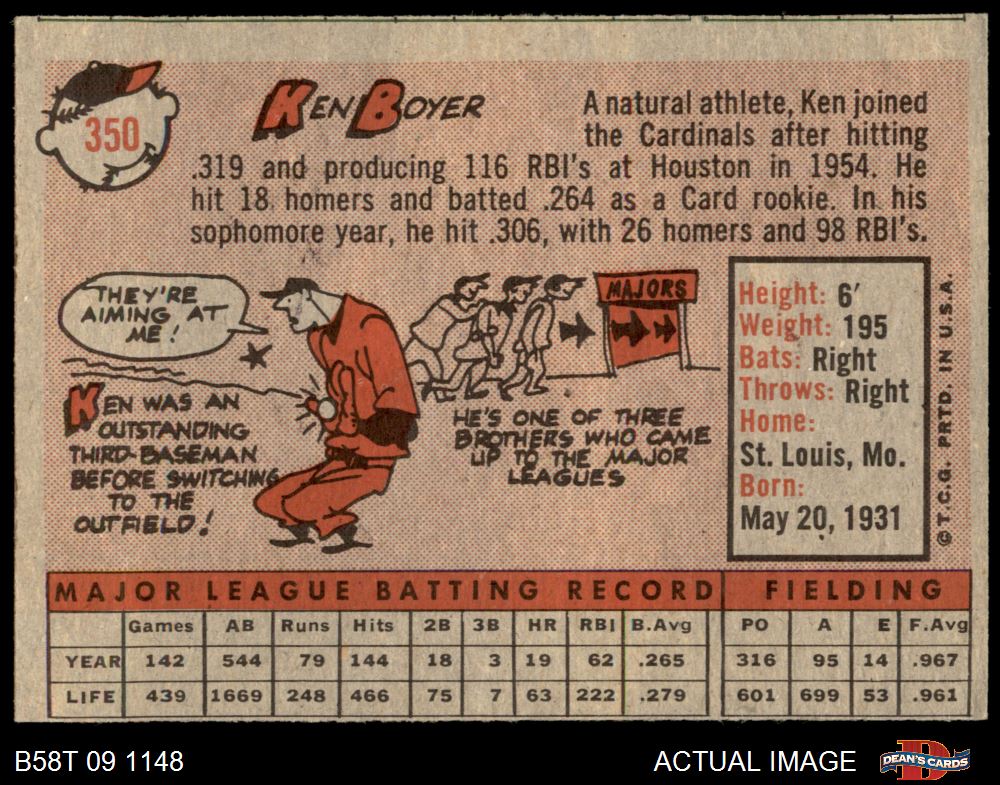 350
KEN BOYER
A natural athlete, Ken joined
the Cardinals after hitting
.319 and producing 116 RBI's at Houston in 1954. He
hit 18 homers and batted .264 as a Card rookie. In his
sophomore year, he hit .306, with 26 homers and 98 RBI's.
THEY'RE
AIMING AT
ME!
KEN WAS AN
OUTSTANDING
THIRD-BASEMAN
BEFORE SWITCHING
TO THE
OUTFIELD!
MAJORS
HE'S ONE OF THREE
BROTHERS WHO CAME
UP TO THE MAJOR
LEAGUES
Height: 6'
Weight: 195
Bats: Right
Throws: Right
Home:
St. Louis, Mo.
Born:
May 20, 1931
© T.C.G. PRTD. IN U.S.A.
MAJOR LEAGUE BATTING RECORD FIELDING
Games AB Runs Hits 2B 3B HR RBI B.Avg PO A E F.Avg
YEAR 142 544 79 144 18 3 19 62 .265 316 95 14 .967
LIFE 439 1669 248 466 75 7 63 222 .279 601 699 53 .961
B58T 09 1148 ACTUAL IMAGE DEAN'S CARDS